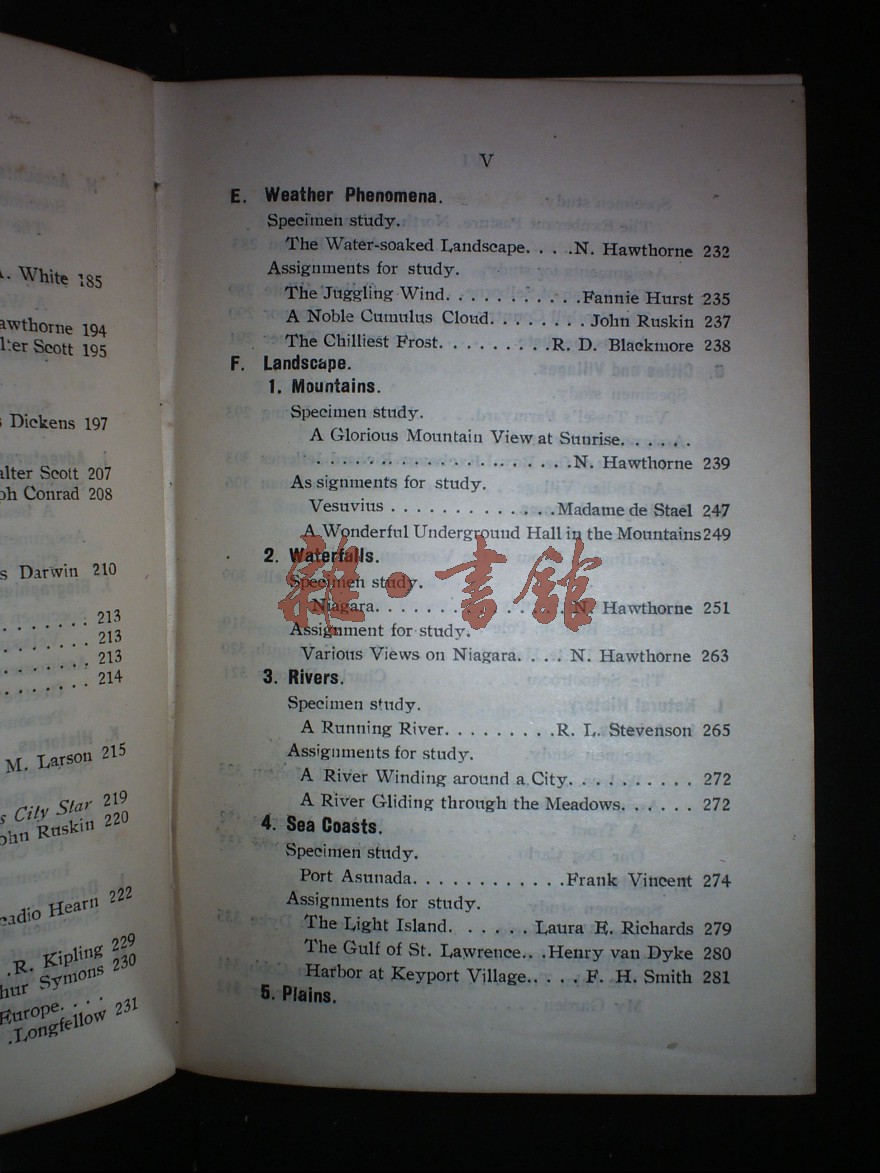 . White 185
awthorne 194
lter Scott 195
Dickens 197
alter Scott 207
ph Conrad 208
s Darwin 210
. . . . . . . . 213
. . . . . . . . 213
. . . . . . . . 213
. . . . . . . . 214
M. Larson 215
s City Star 219
ohn Ruskin 220
cadio Hearn 222
.R. Kipling 229
hur Symons 230
Europe. . . .
.Longfellow 231
V
E. Weather Phenomena.
Specimen study.
The Water-soaked Landscape. . . .N. Hawthorne 232
Assignments for study.
The Juggling Wind. . . . . . . . . . .Fannie Hurst 235
A Noble Cumulus Cloud. . . . . . . .John Ruskin 237
The Chilliest Frost. . . . . . . . .R. D. Blackmore 238
F. Landscape.
1. Mountains.
Specimen study.
A Glorious Mountain View at Sunrise. . . . . .
. . . . . . . . . . . . . . . . . . . . . .N. Hawthorne 239
As signments for study.
Vesuvius . . . . . . . . . . . . .Madame de Stael 247
A Wonderful Underground Hall in the Mountains249
2. Waterfalls.
Specimen study.
Niagara. . . . . . . . . . . . . . . N. Hawthorne 251
Assignment for study.
Various Views on Niagara. . . . N. Hawthorne 263
3. Rivers.
Specimen study.
A Running River. . . . . . . . .R. L. Stevenson 265
Assignments for study.
A River Winding around a City. . . . . . . . . . 272
A River Gliding through the Meadows. . . . . . 272
4. Sea Coasts.
Specimen study.
Port Asunada. . . . . . . . . . . .Frank Vincent 274
Assignments for study.
The Light Island. . . . . . Laura E. Richards 279
The Gulf of St. Lawrence.. .Henry van Dyke 280
Harbor at Keyport Village.. . . . F. H. Smith 281
5. Plains.
雜·書館